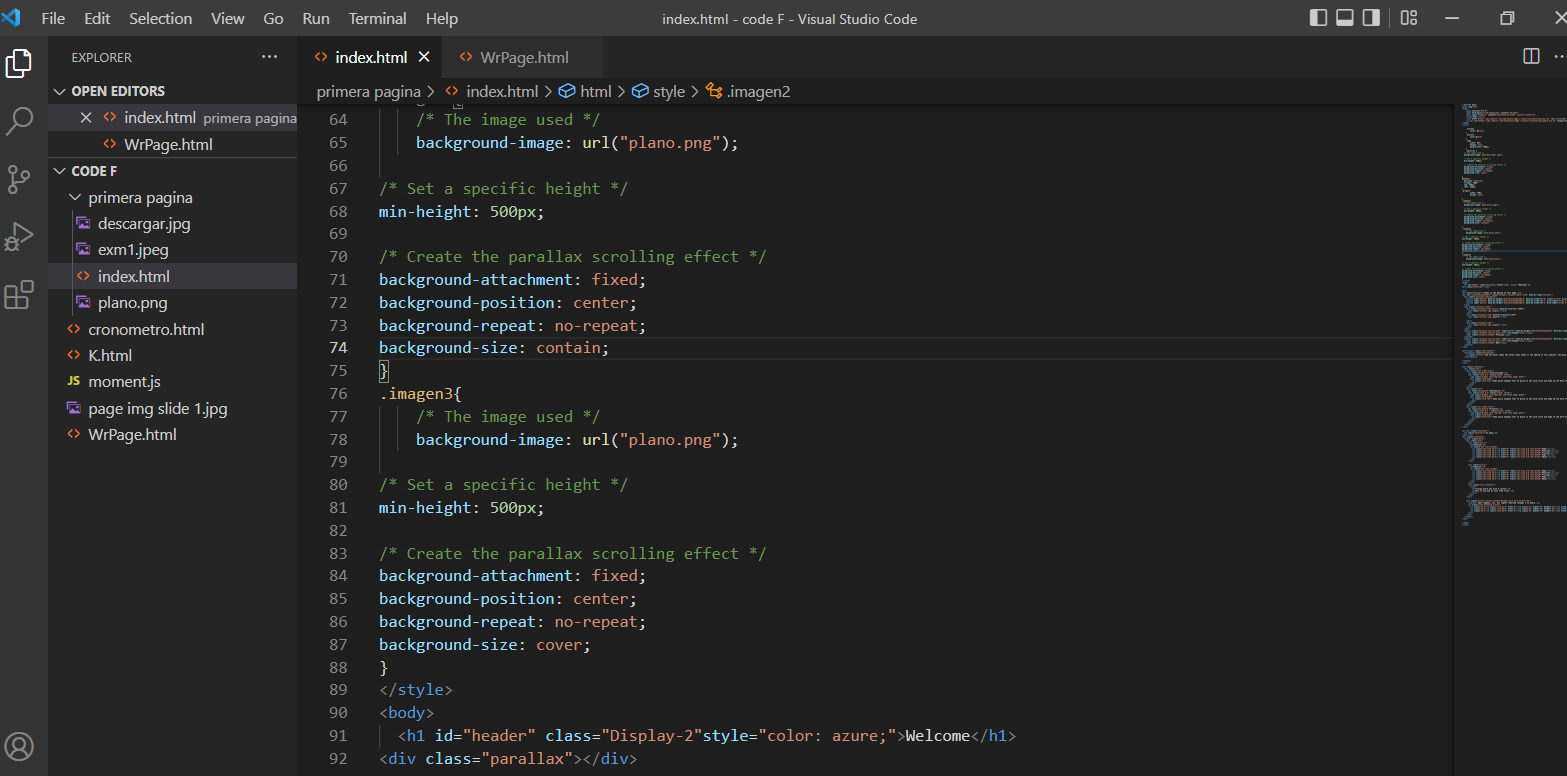 File Edit Selection View Go Run Terminal Help
index.html - code F - Visual Studio Code
EXPLORER
OPEN EDITORS
index.html primera pagina
WrPage.html
CODE F
primera pagina
descargar.jpg
exm1.jpeg
index.html
plano.png
cronometro.html
K.html
JS moment.js
page img slide 1.jpg
WrPage.html
index.html WrPage.html
primera pagina > index.html > html > style > .imagen2
64 /* The image used */
65 background-image: url("plano.png");
66
67 /* Set a specific height */
68 min-height: 500px;
69
70 /* Create the parallax scrolling effect */
71 background-attachment: fixed;
72 background-position: center;
73 background-repeat: no-repeat;
74 background-size: contain;
75 }
76 .imagen3{
77 /* The image used */
78 background-image: url("plano.png");
79
80 /* Set a specific height */
81 min-height: 500px;
82
83 /* Create the parallax scrolling effect */
84 background-attachment: fixed;
85 background-position: center;
86 background-repeat: no-repeat;
87 background-size: cover;
88 }
89 </style>
90 <body>
91 <h1 id="header" class="Display-2"style="color: azure;">Welcome</h1>
92 <div class="parallax"></div>